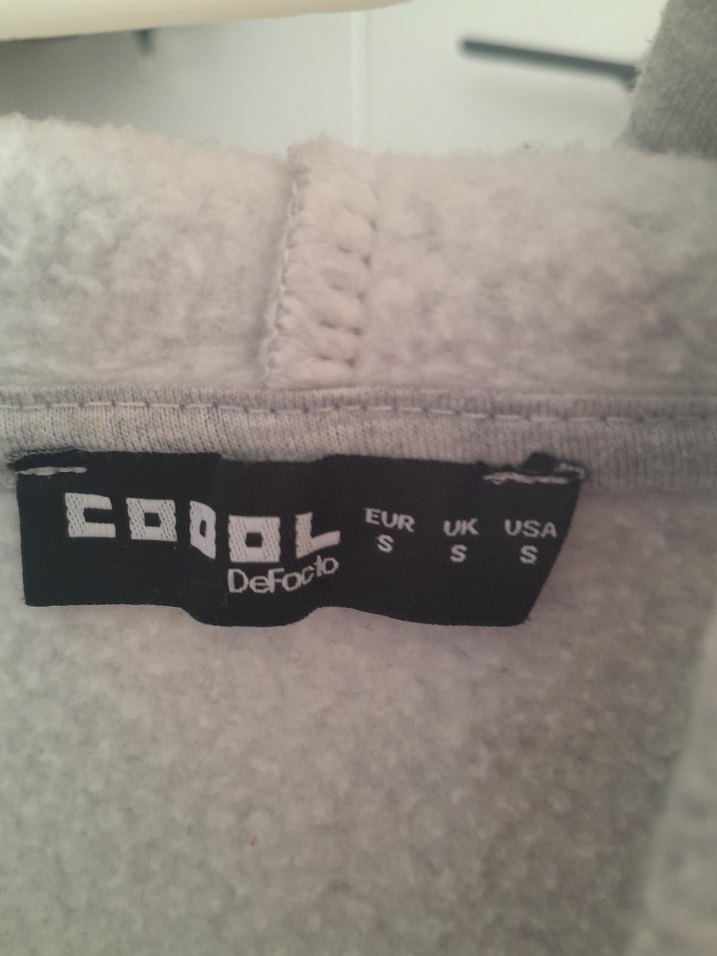 COOOL
DeFacto
EUR UK USA
S S S